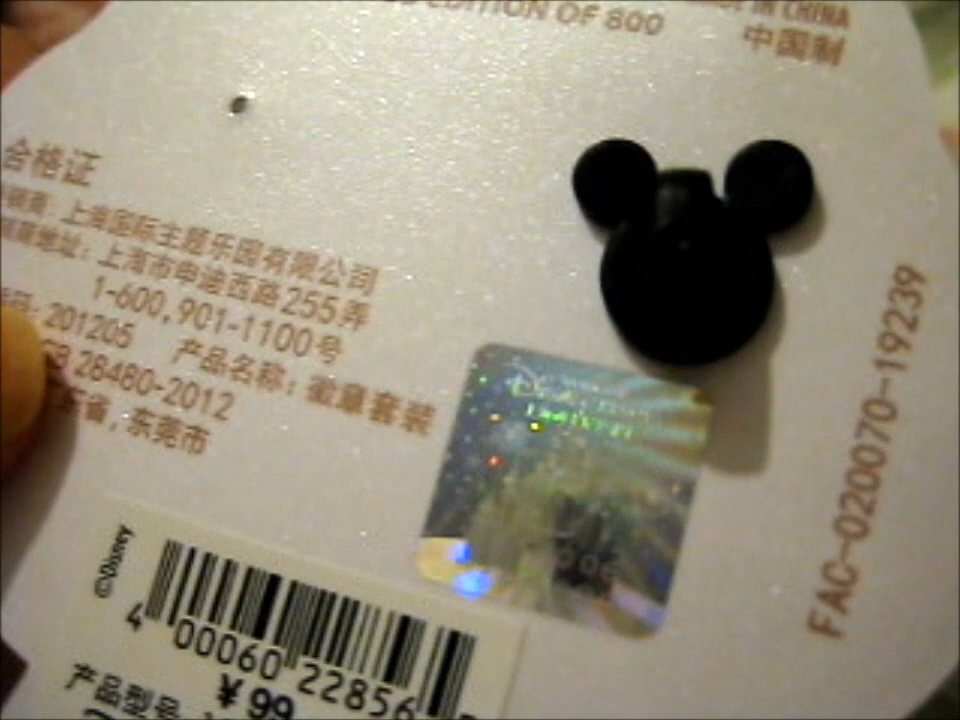 EDITION OF 800
IN CHINA
中国制
合格证
上海国际主题乐园有限公司
地址: 上海市申迪西路255弄
1-600,901-1100号
201205 产品名称: 徽章套装
GB 28480-2012
省, 东莞市
FAC-020070-19239
©Disney
4 00060 22856
¥99
产品型号